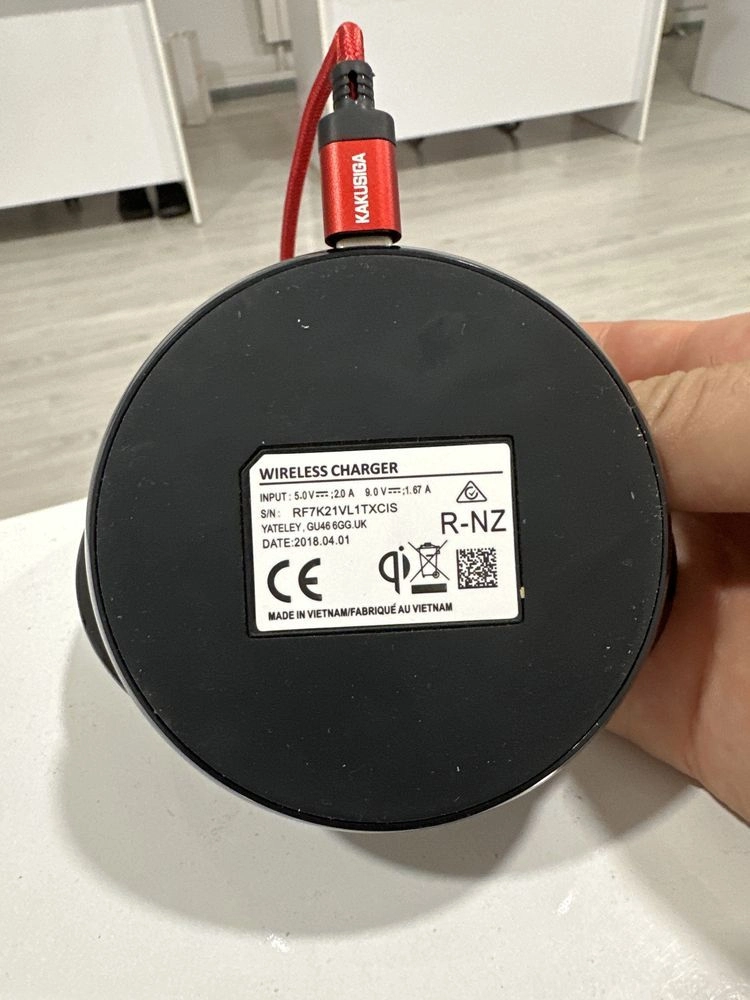 KAKUSIGA
WIRELESS CHARGER
INPUT: 5.0V⎓;2.0 A 9.0 V⎓;1.67 A
S/N: RF7K21VL1TXCIS
YATELEY, GU46 6GG.UK
DATE:2018.04.01
R-NZ
CE
qi
MADE IN VIETNAM/FABRIQUÉ AU VIETNAM